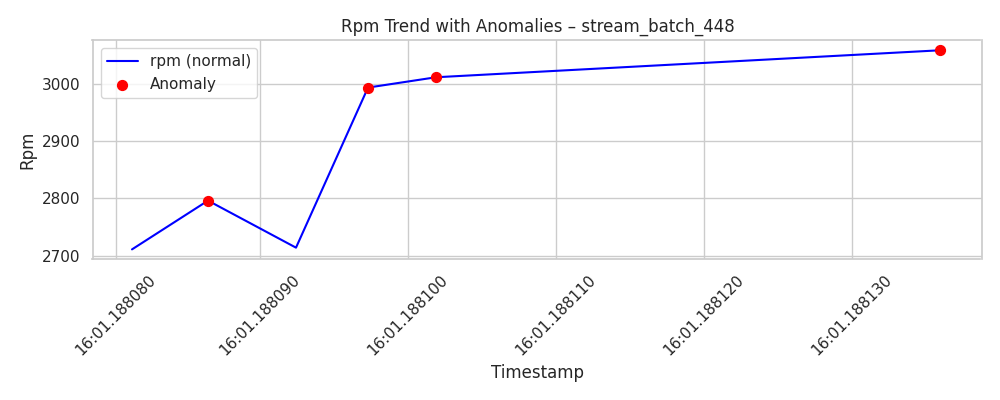 Rpm Trend with Anomalies – stream_batch_448
rpm (normal)
Anomaly
Rpm
3000
2900
2800
2700
16:01.188080
16:01.188090
16:01.188100
16:01.188110
16:01.188120
16:01.188130
Timestamp